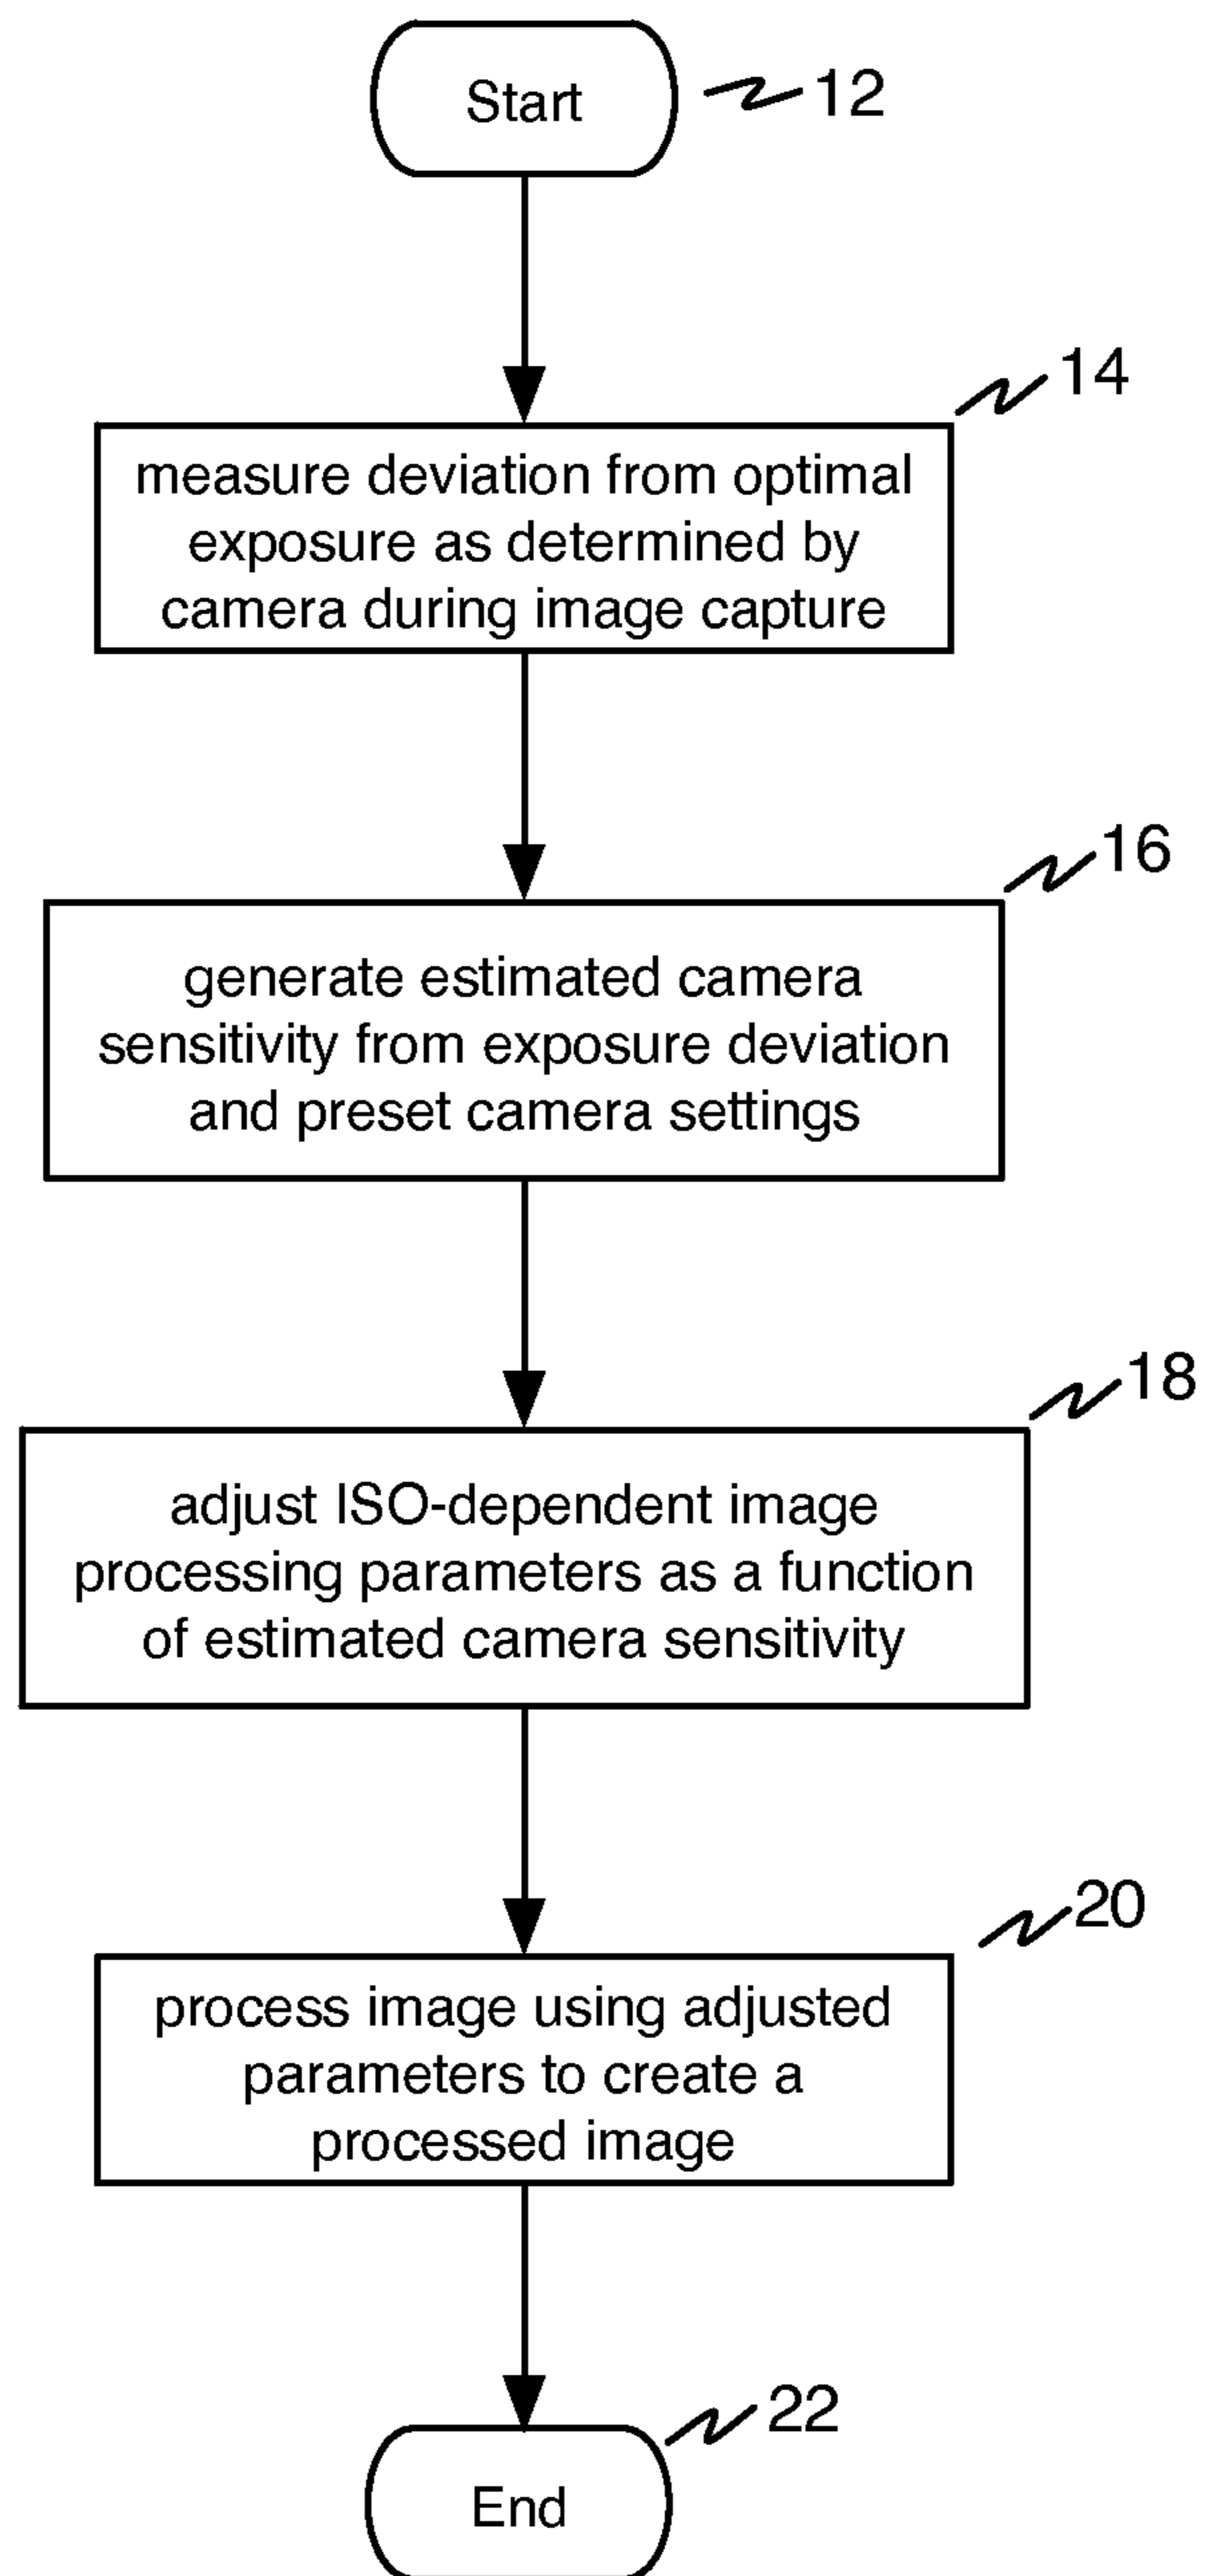 Start
12
14
measure deviation from optimal
exposure as determined by
camera during image capture
16
generate estimated camera
sensitivity from exposure deviation
and preset camera settings
18
adjust ISO-dependent image
processing parameters as a function
of estimated camera sensitivity
20
process image using adjusted
parameters to create a
processed image
22
End